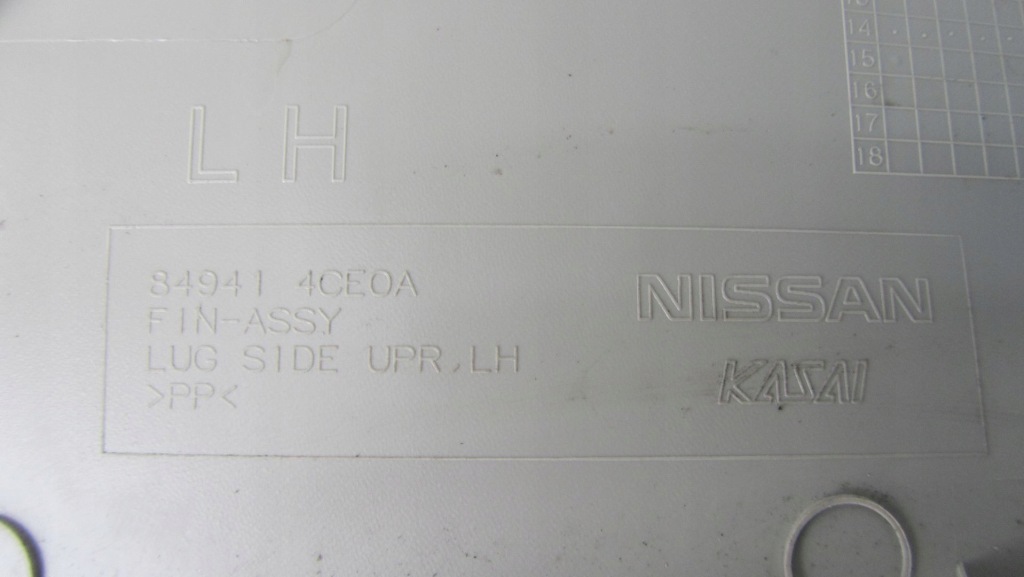 14
15
16
17
18
LH
84941 4CE0A
FIN-ASSY
LUG SIDE UPR,LH
>PP<
NISSAN
KASAI